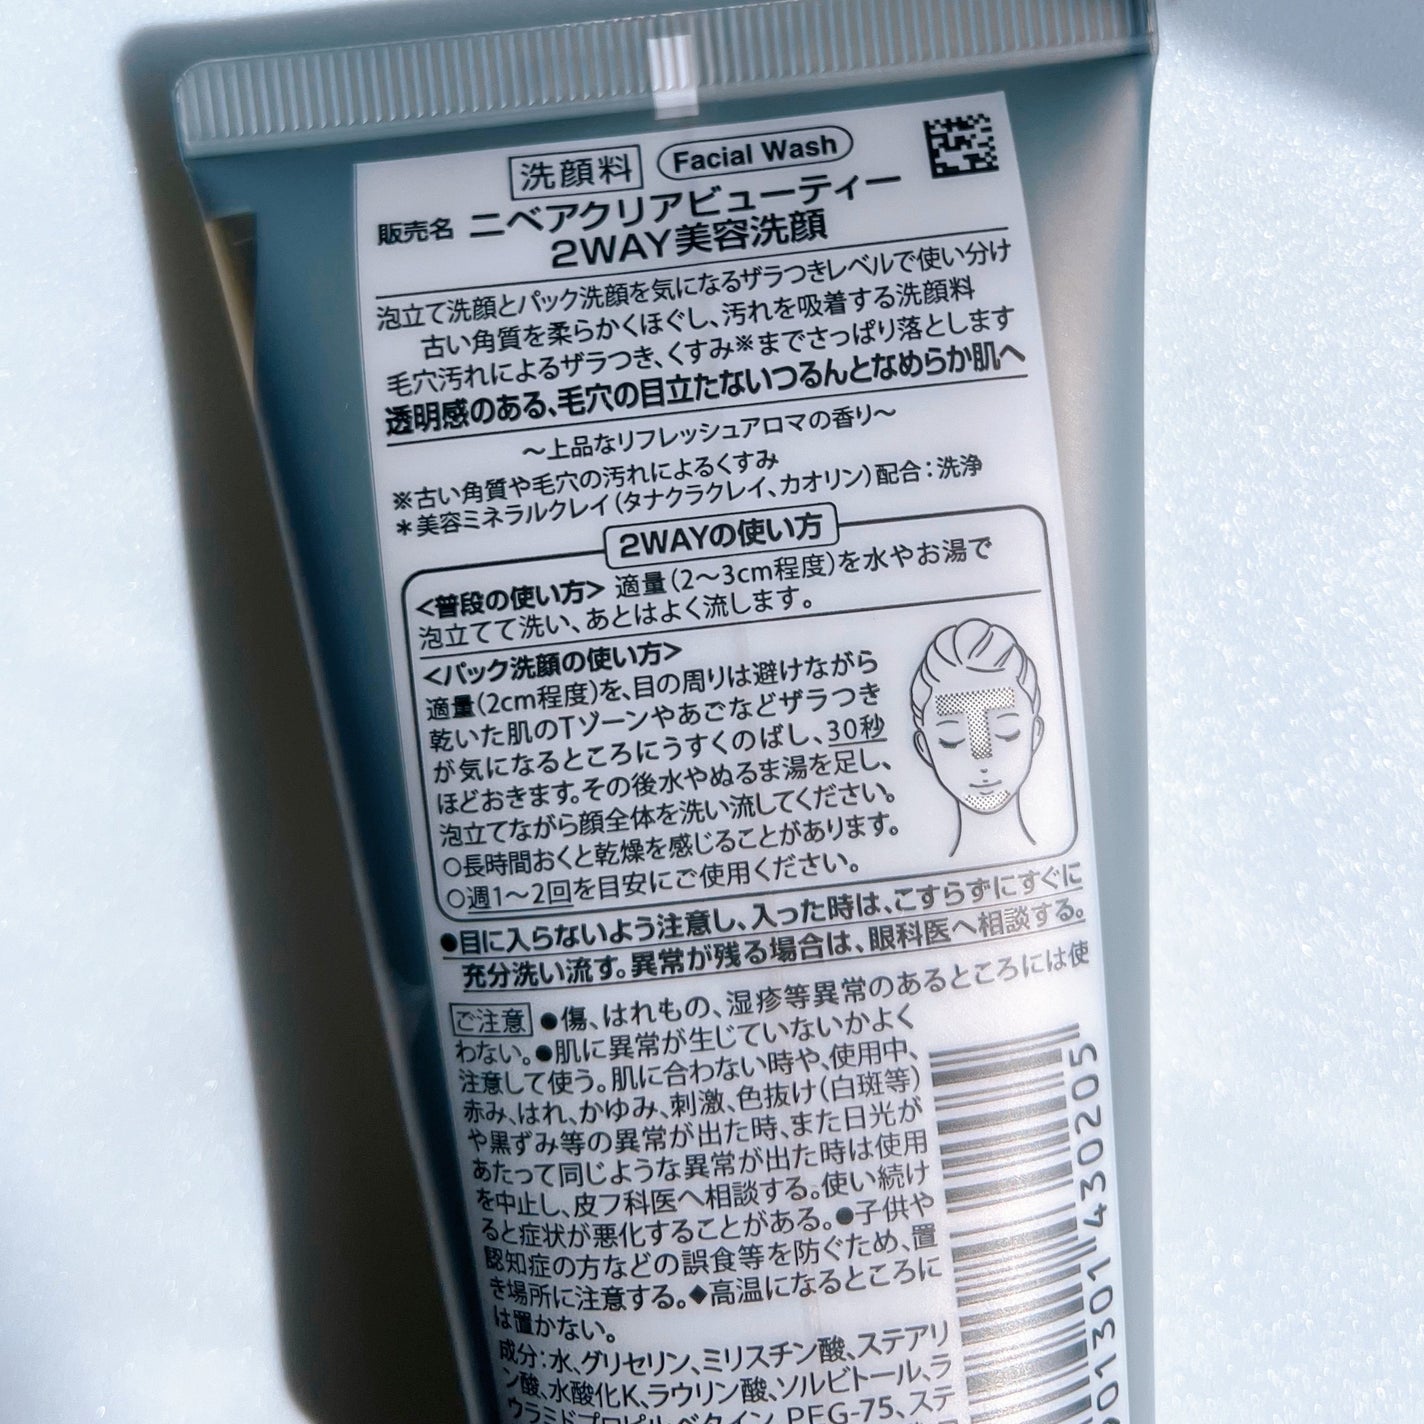 洗顔料 Facial Wash
販売名 ニベアクリアビューティー
2WAY美容洗顔
泡立て洗顔とパック洗顔を気になるザラつきレベルで使い分け
古い角質を柔らかくほぐし、汚れを吸着する洗顔料
毛穴汚れによるザラつき、くすみ※までさっぱり落とします
透明感のある、毛穴の目立たないつるんとなめらか肌へ
～上品なリフレッシュアロマの香り～
※古い角質や毛穴の汚れによるくすみ
＊美容ミネラルクレイ（タナクラクレイ、カオリン）配合：洗浄
2WAYの使い方
<普段の使い方> 適量（2～3cm程度）を水やお湯で
泡立てて洗い、あとはよく流します。
<パック洗顔の使い方>
適量（2cm程度）を、目の周りは避けながら
乾いた肌のTゾーンやあごなどザラつき
が気になるところにうすくのばし、30秒
ほどおきます。その後水やぬるま湯を足し、
泡立てながら顔全体を洗い流してください。
○長時間おくと乾燥を感じることがあります。
○週1～2回を目安にご使用ください。
●目に入らないよう注意し、入った時は、こすらずにすぐに
充分洗い流す。異常が残る場合は、眼科医へ相談する。
ご注意 ●傷、はれもの、湿疹等異常のあるところには使
わない。●肌に異常が生じていないかよく
注意して使う。肌に合わない時や、使用中、
赤み、はれ、かゆみ、刺激、色抜け（白斑等）
や黒ずみ等の異常が出た時、また日光が
あたって同じような異常が出た時は使用
を中止し、皮フ科医へ相談する。使い続け
ると症状が悪化することがある。●子供や
認知症の方などの誤食等を防ぐため、置
き場所に注意する。◆高温になるところに
は置かない。
成分：水、グリセリン、ミリスチン酸、ステアリ
ン酸、水酸化K、ラウリン酸、ソルビトール、ラ
ウラミドプロピルベタイン、PEG-75、ステ
901301 430205